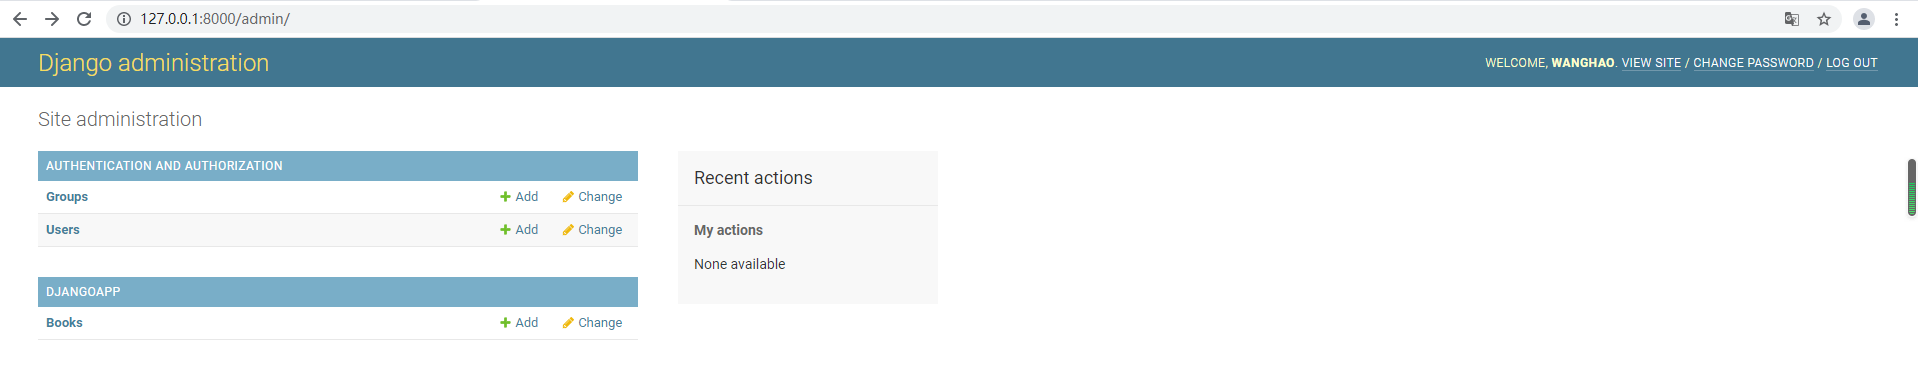 127.0.0.1:8000/admin/
Django administration
WELCOME, WANGHAO. VIEW SITE / CHANGE PASSWORD / LOG OUT
Site administration
AUTHENTICATION AND AUTHORIZATION
Groups Add Change
Users Add Change
DJANGOAPP
Books Add Change
Recent actions
My actions
None available